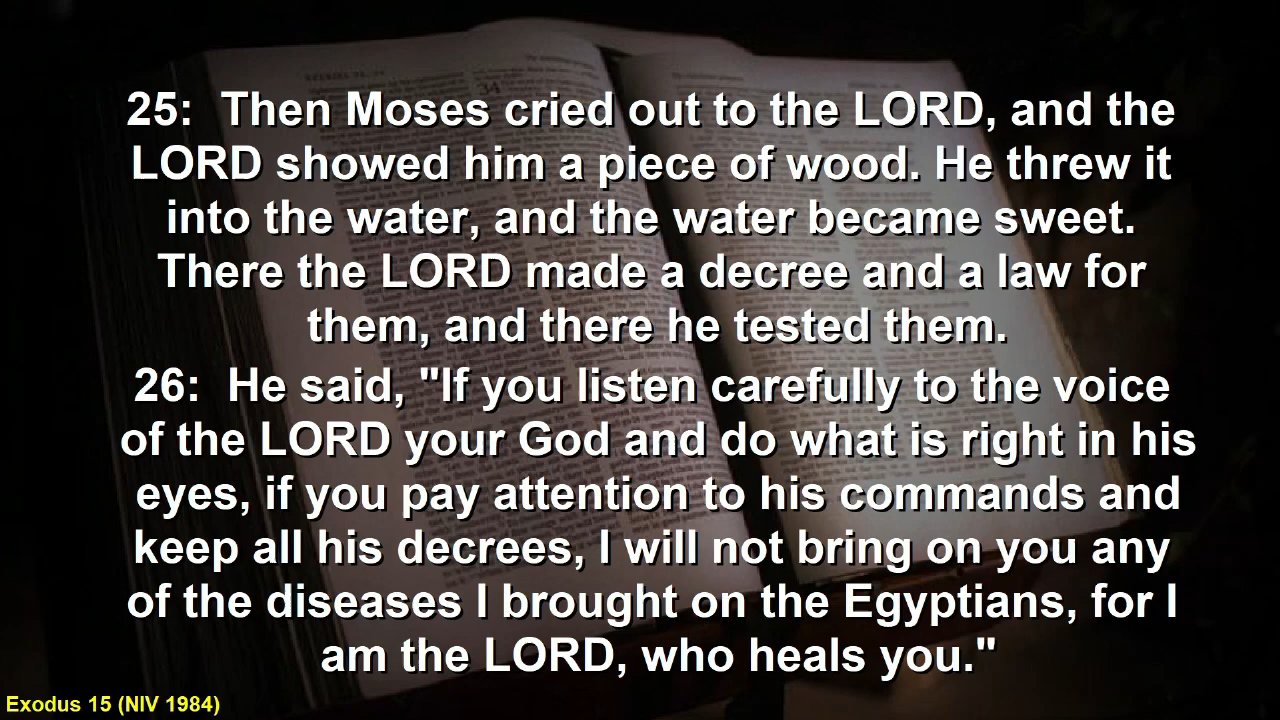 25:  Then Moses cried out to the LORD, and the
LORD showed him a piece of wood. He threw it
into the water, and the water became sweet.
There the LORD made a decree and a law for
them, and there he tested them.
26:  He said, "If you listen carefully to the voice
of the LORD your God and do what is right in his
eyes, if you pay attention to his commands and
keep all his decrees, I will not bring on you any
of the diseases I brought on the Egyptians, for I
am the LORD, who heals you."
Exodus 15 (NIV 1984)